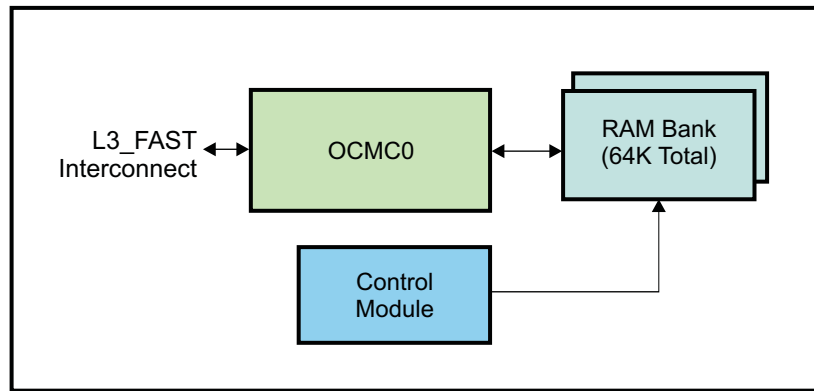 L3_FAST
Interconnect
OCMC0
RAM Bank
(64K Total)
Control
Module